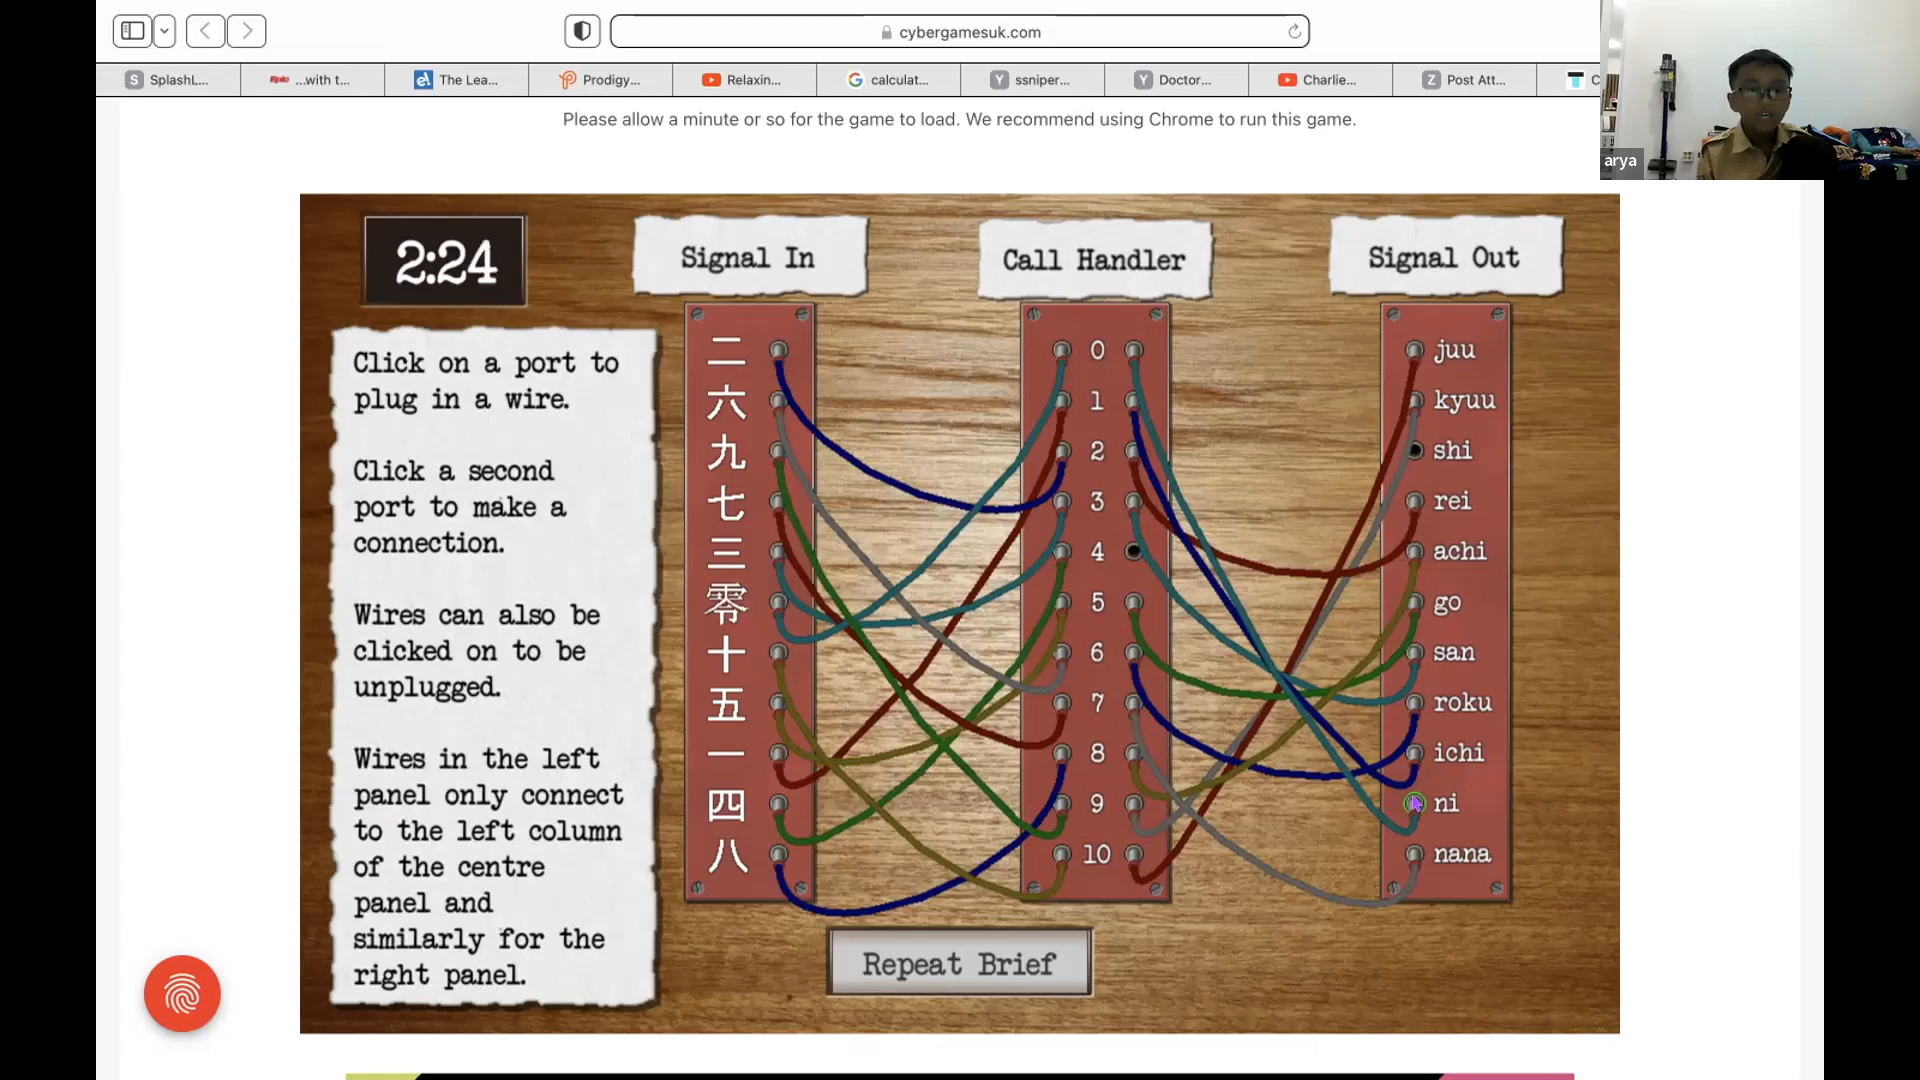 cybergamesuk.com
S SplashL...
...with t...
The Lea...
Prodigy...
Relaxin...
calculat...
Y ssniper...
Y Doctor...
Charlie...
Z Post Att...
C
arya
Please allow a minute or so for the game to load. We recommend using Chrome to run this game.
2:24
Signal In
Call Handler
Signal Out
Click on a port to
plug in a wire.
Click a second
port to make a
connection.
Wires can also be
clicked on to be
unplugged.
Wires in the left
panel only connect
to the left column
of the centre
panel and
similarly for the
right panel.
二
六
九
七
三
零
十
五
一
四
八
0
1
2
3
4
5
6
7
8
9
10
juu
kyuu
shi
rei
achi
go
san
roku
ichi
ni
nana
Repeat Brief